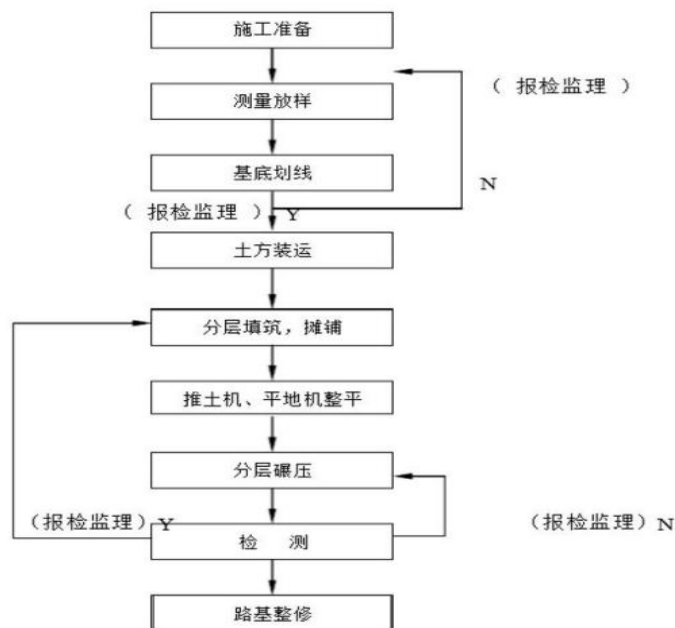 施工准备
（ 报检监理 ）
测量放样
基底划线
N
（ 报检监理 ） Y
土方装运
分层填筑，摊铺
推土机、平地机整平
分层碾压
（报检监理）Y
（报检监理）N
检 测
路基整修